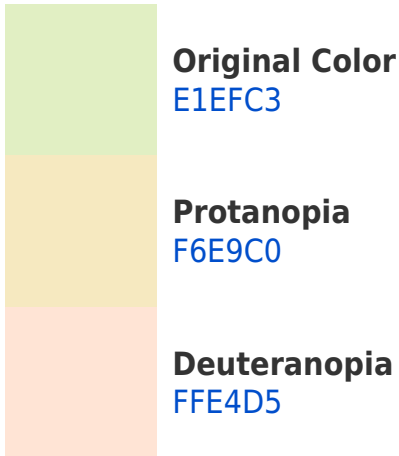 Original Color
E1EFC3
Protanopia
F6E9C0
Deuteranopia
FFE4D5